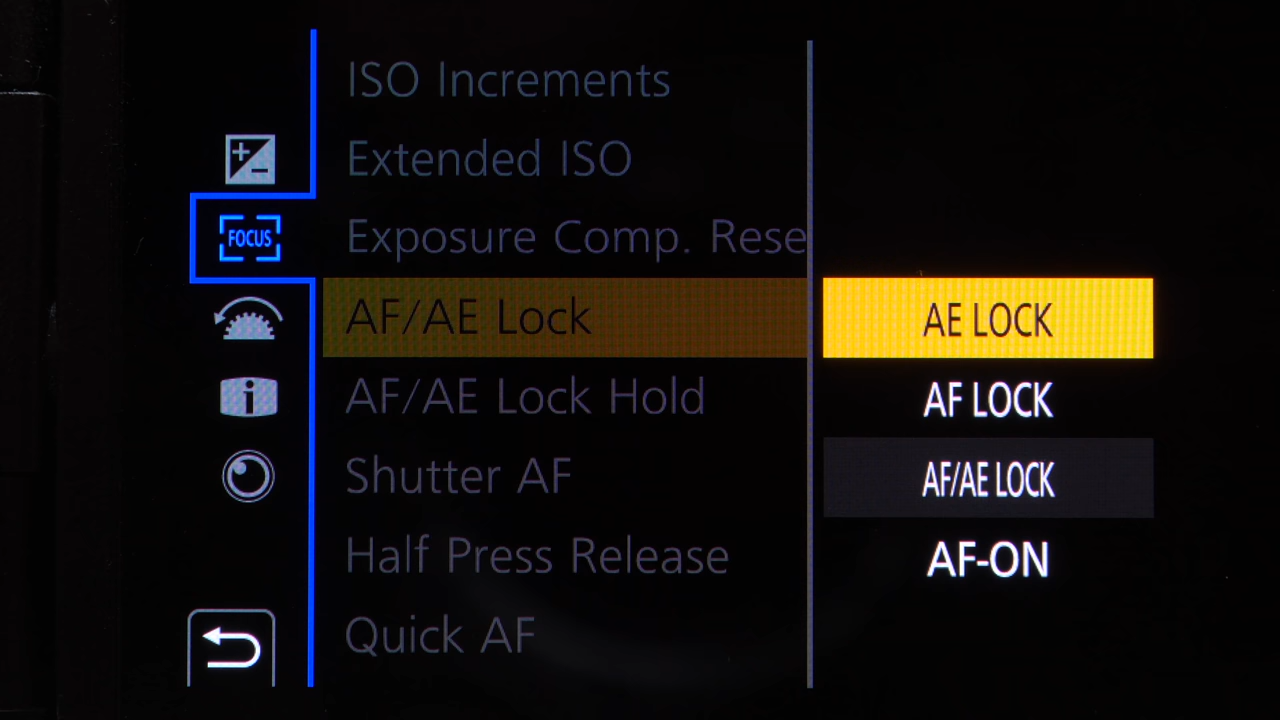 ISO Increments
Extended ISO
Exposure Comp. Rese
FOCUS
AF/AE Lock
AE LOCK
AF/AE Lock Hold
AF LOCK
Shutter AF
AF/AE LOCK
Half Press Release
AF-ON
Quick AF